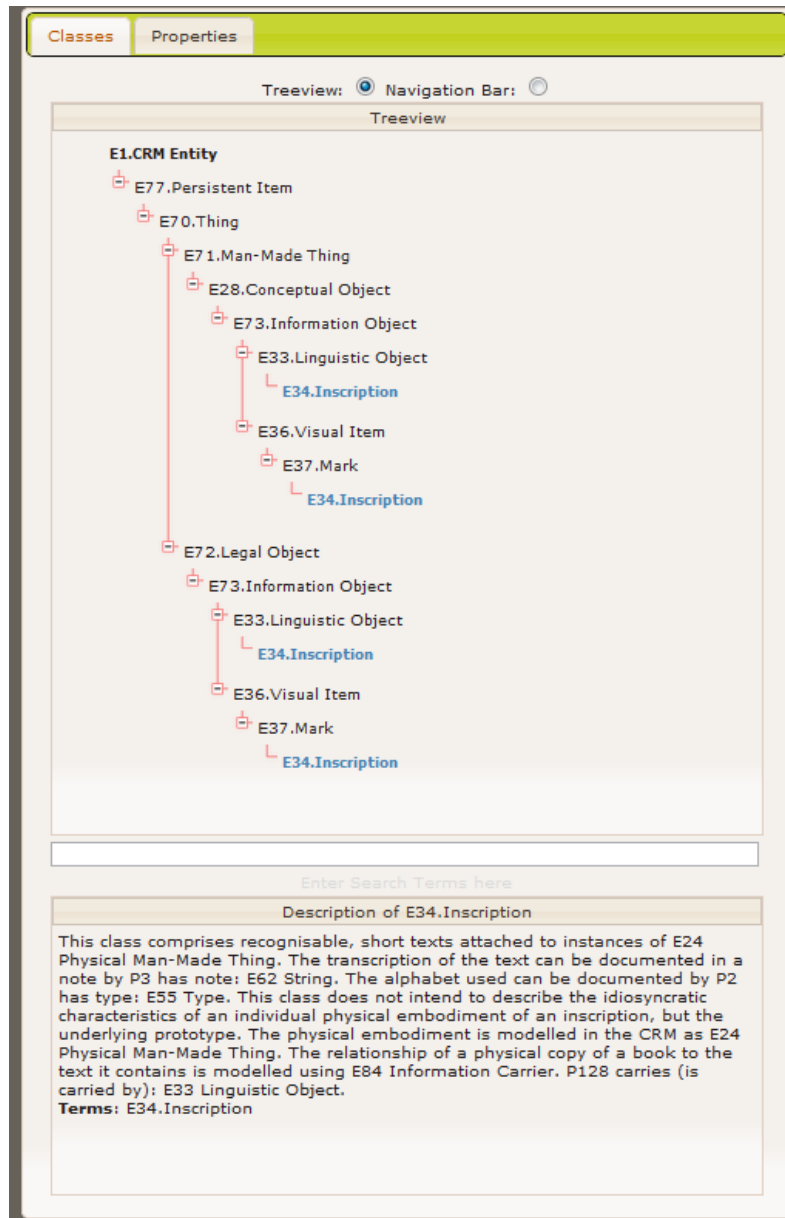 Classes Properties
Treeview: Navigation Bar:
Treeview
E1.CRM Entity
E77.Persistent Item
E70.Thing
E71.Man-Made Thing
E28.Conceptual Object
E73.Information Object
E33.Linguistic Object
E34.Inscription
E36.Visual Item
E37.Mark
E34.Inscription
E72.Legal Object
E73.Information Object
E33.Linguistic Object
E34.Inscription
E36.Visual Item
E37.Mark
E34.Inscription
Enter Search Terms here
Description of E34.Inscription
This class comprises recognisable, short texts attached to instances of E24
Physical Man-Made Thing. The transcription of the text can be documented in a
note by P3 has note: E62 String. The alphabet used can be documented by P2
has type: E55 Type. This class does not intend to describe the idiosyncratic
characteristics of an individual physical embodiment of an inscription, but the
underlying prototype. The physical embodiment is modelled in the CRM as E24
Physical Man-Made Thing. The relationship of a physical copy of a book to the
text it contains is modelled using E84 Information Carrier. P128 carries (is
carried by): E33 Linguistic Object.
Terms: E34.Inscription